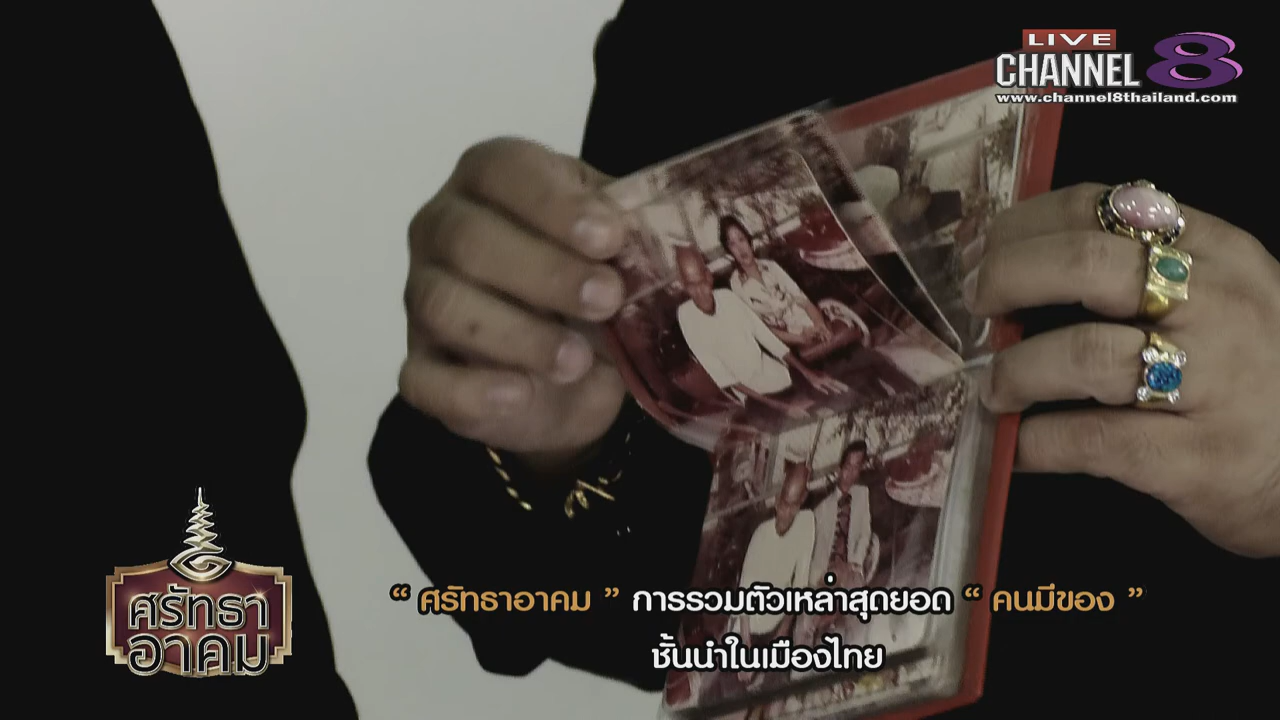 LIVE
CHANNEL 8
www.channel8thailand.com
ศรัทธา
อาคม
“ ศรัทธาอาคม ” การรวมตัวเหล่าสุดยอด “ คนมีของ ”
ชั้นนำในเมืองไทย